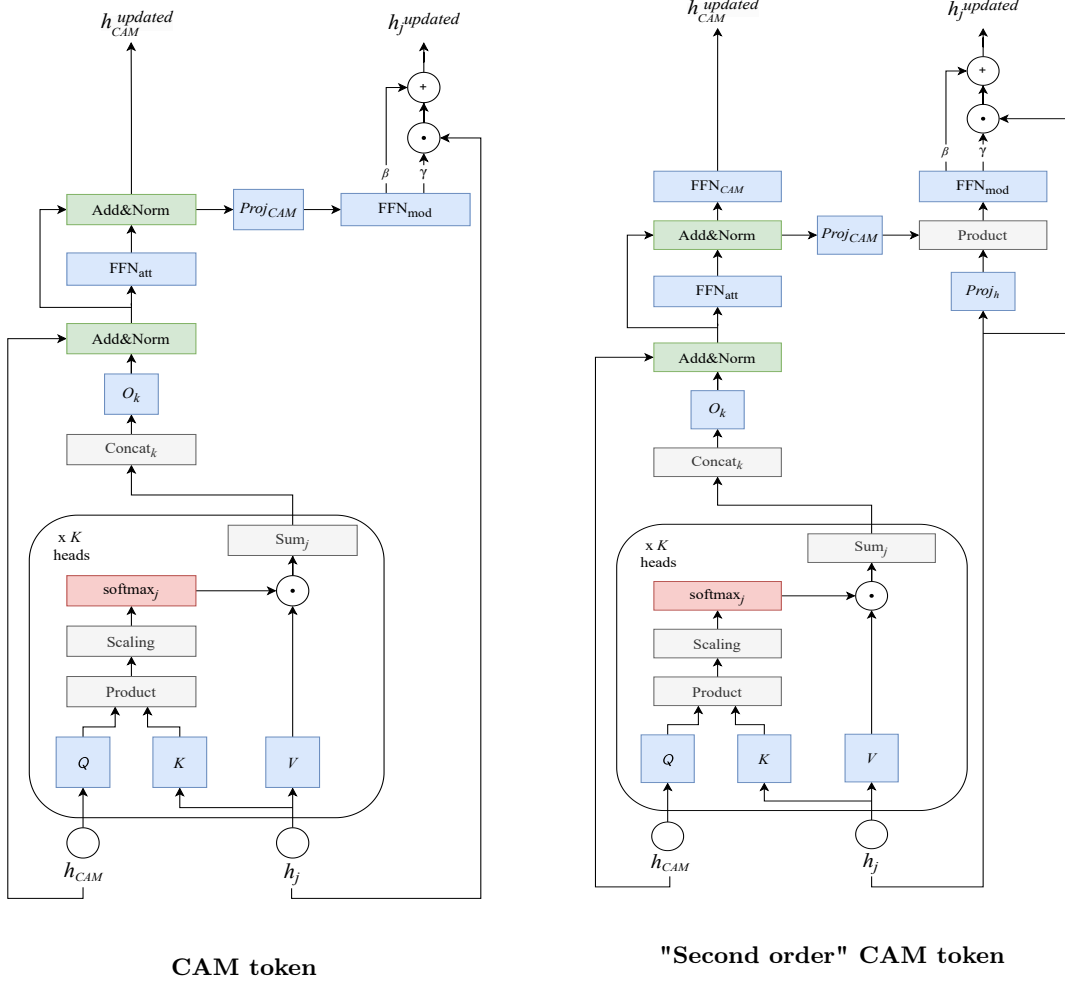 h_CAM^updated
h_j^updated
+
•
β
γ
Add&Norm
Proj_CAM
FFN_mod
FFN_att
Add&Norm
O_k
Concat_k
x K
heads
Sum_j
softmax_j
•
Scaling
Product
Q
K
V
h_CAM
h_j
CAM token
h_CAM^updated
h_j^updated
+
•
β
γ
FFN_CAM
FFN_mod
Add&Norm
Proj_CAM
Product
FFN_att
Proj_h
Add&Norm
O_k
Concat_k
x K
heads
Sum_j
softmax_j
•
Scaling
Product
Q
K
V
h_CAM
h_j
"Second order" CAM token